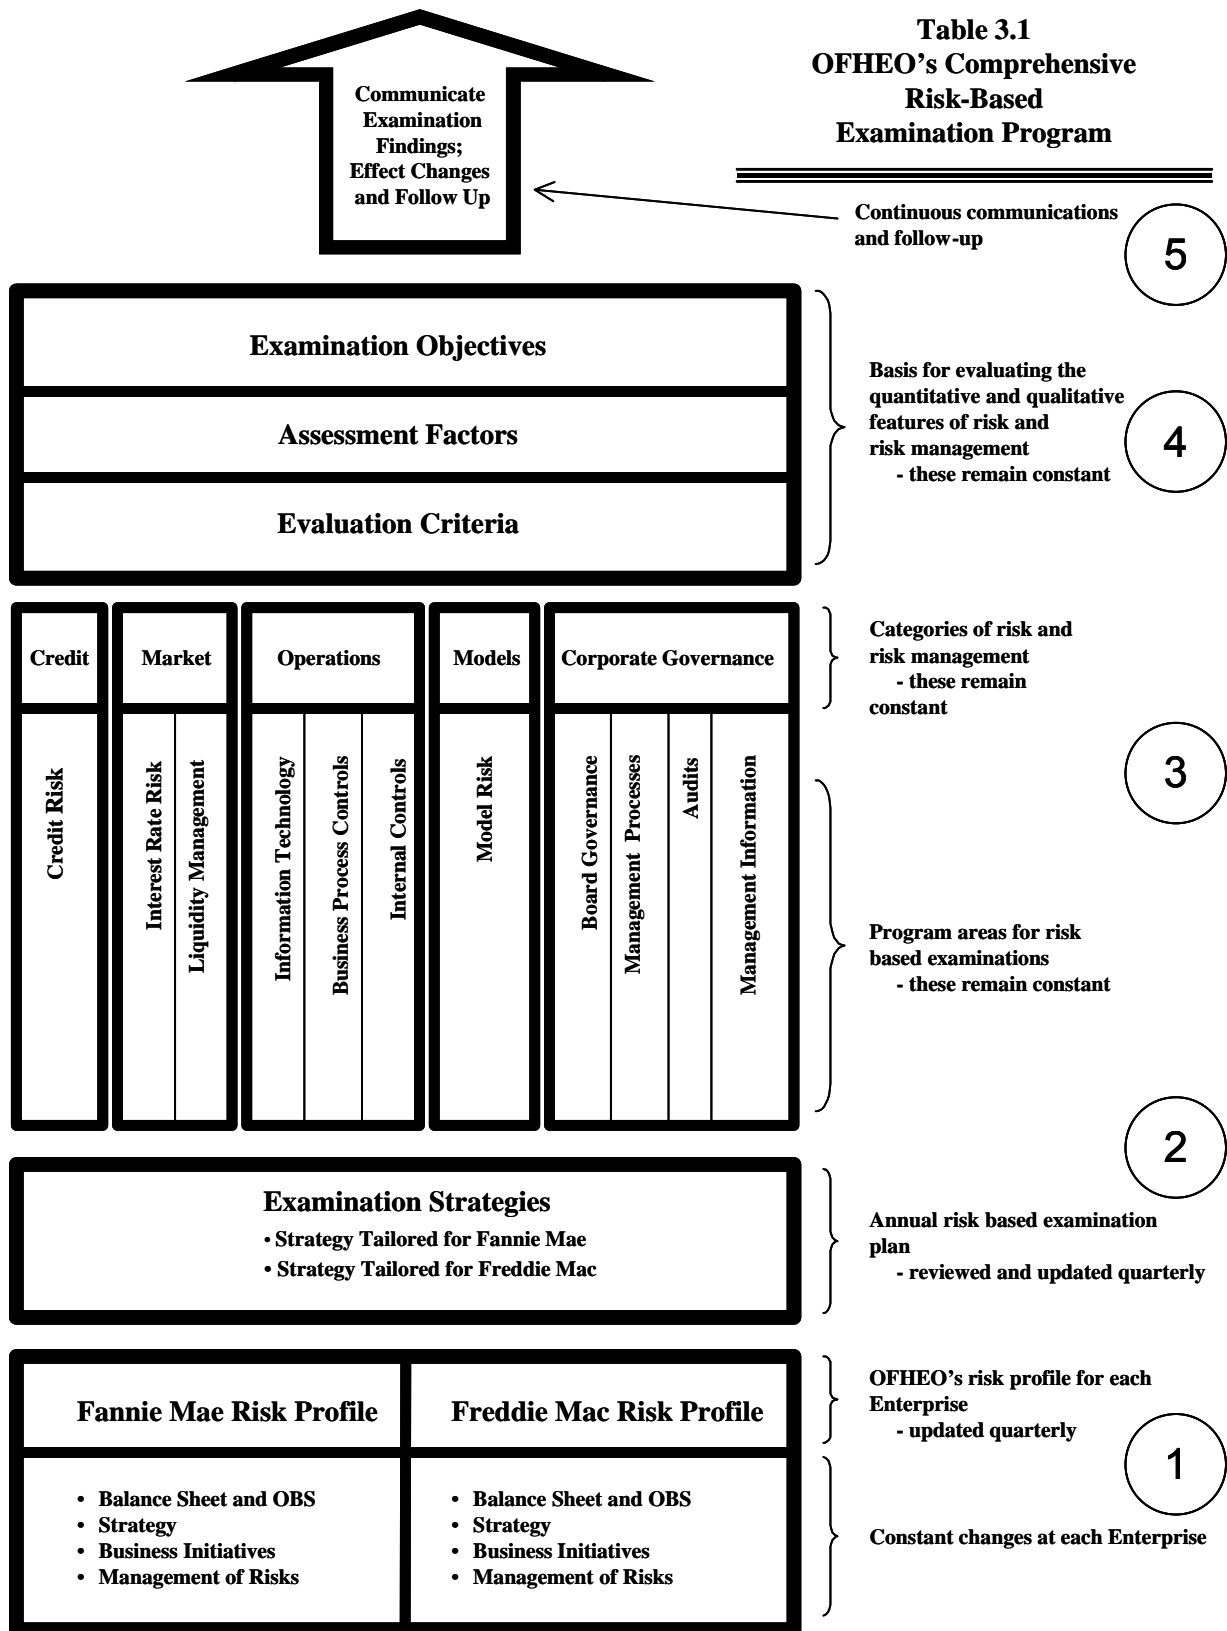 Table 3.1
OFHEO's Comprehensive
Risk-Based
Examination Program
Communicate
Examination
Findings;
Effect Changes
and Follow Up
Continuous communications
and follow-up
5
Examination Objectives
Assessment Factors
Evaluation Criteria
Basis for evaluating the
quantitative and qualitative
features of risk and
risk management
- these remain constant
4
Credit
Market
Operations
Models
Corporate Governance
Categories of risk and
risk management
- these remain
constant
3
Credit Risk
Interest Rate Risk
Liquidity Management
Information Technology
Business Process Controls
Internal Controls
Model Risk
Board Governance
Management Processes
Audits
Management Information
Program areas for risk
based examinations
- these remain constant
2
Examination Strategies
• Strategy Tailored for Fannie Mae
• Strategy Tailored for Freddie Mac
Annual risk based examination
plan
- reviewed and updated quarterly
Fannie Mae Risk Profile
Freddie Mac Risk Profile
OFHEO's risk profile for each
Enterprise
- updated quarterly
1
• Balance Sheet and OBS
• Strategy
• Business Initiatives
• Management of Risks
• Balance Sheet and OBS
• Strategy
• Business Initiatives
• Management of Risks
Constant changes at each Enterprise